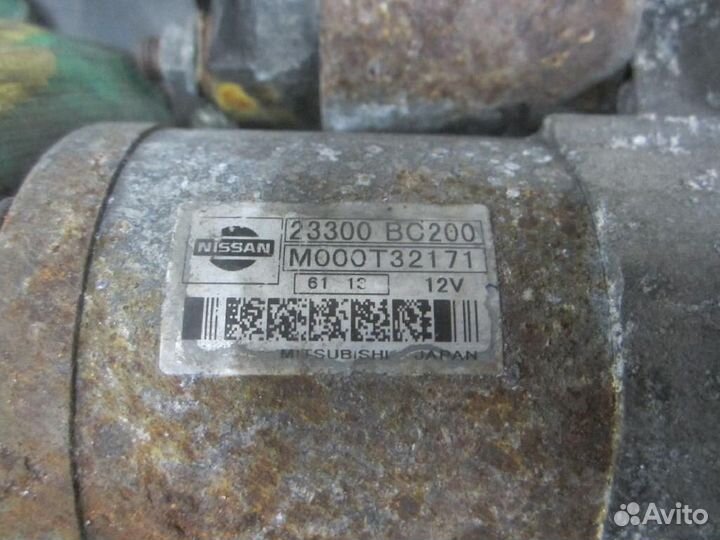 NISSAN
23300 BC200
M000T32171
61 13 12V
MITSUBISHI JAPAN
Avito